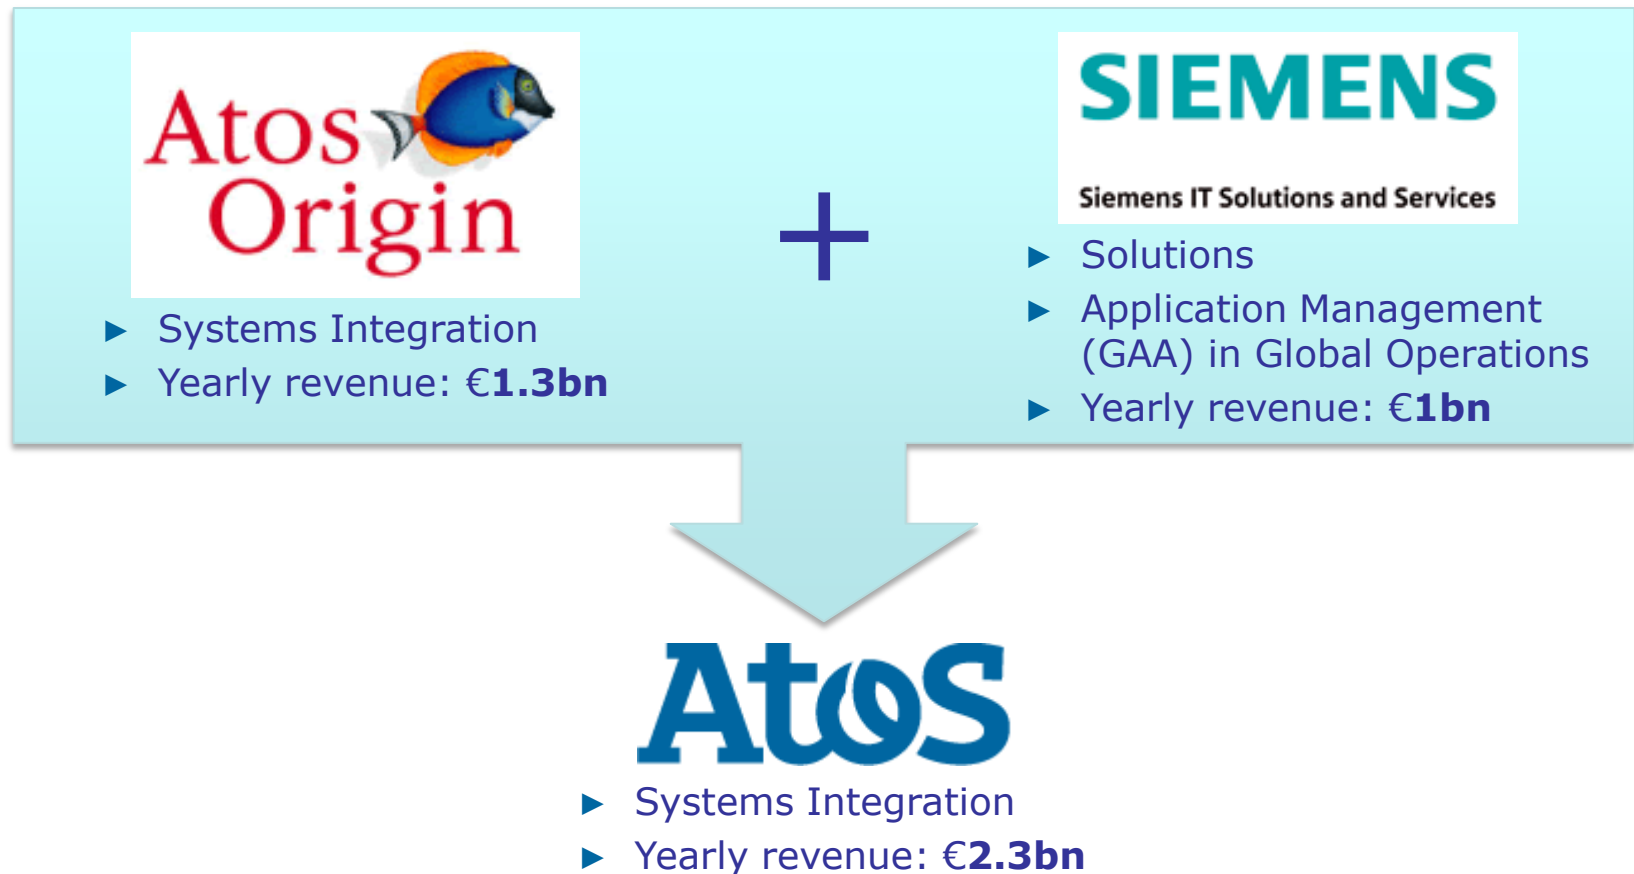 Atos
Origin
► Systems Integration
► Yearly revenue: €1.3bn
+
SIEMENS
Siemens IT Solutions and Services
► Solutions
► Application Management
(GAA) in Global Operations
► Yearly revenue: €1bn
AtoS
► Systems Integration
► Yearly revenue: €2.3bn